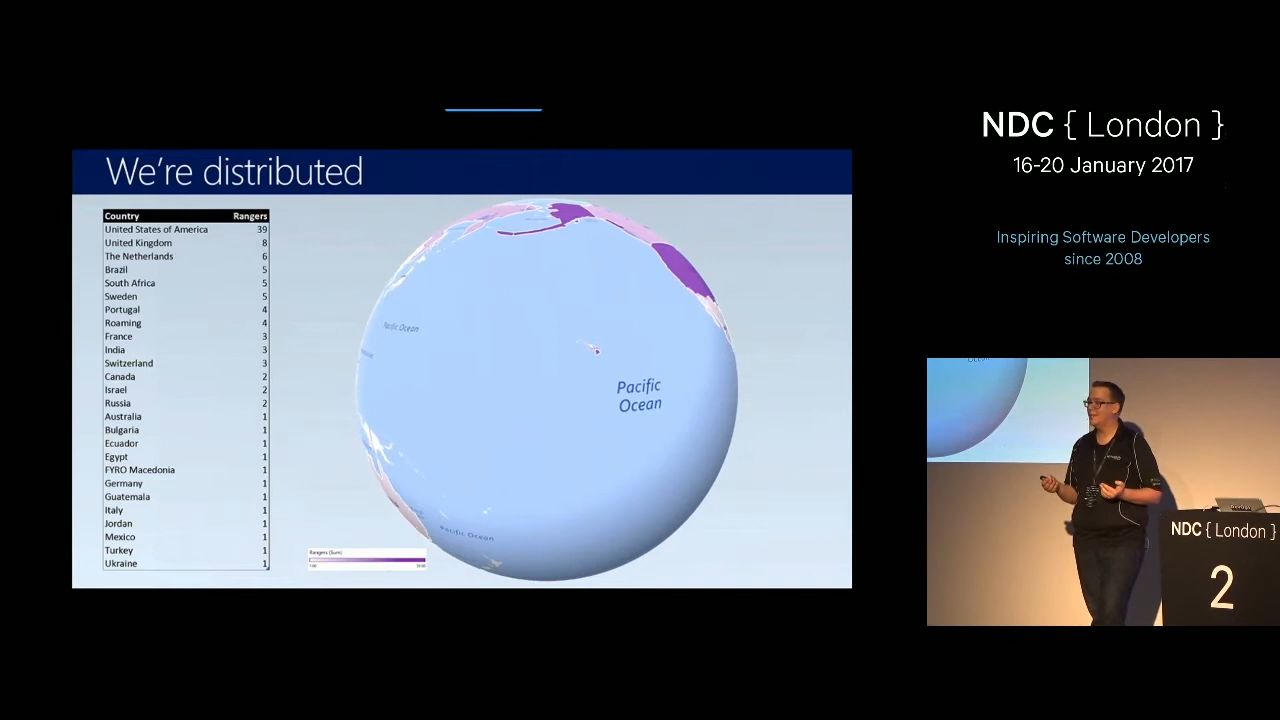 We're distributed
Country Rangers
United States of America 39
United Kingdom 8
The Netherlands 6
Brazil 5
South Africa 5
Sweden 5
Portugal 4
Roaming 4
France 3
India 3
Switzerland 3
Canada 2
Israel 2
Russia 2
Australia 1
Bulgaria 1
Ecuador 1
Egypt 1
FYRO Macedonia 1
Germany 1
Guatemala 1
Italy 1
Jordan 1
Mexico 1
Turkey 1
Ukraine 1
Pacific Ocean
Pacific
Ocean
Pacific Ocean
Rangers (Sum)
NDC { London }
16-20 January 2017
Inspiring Software Developers
since 2008
Ocean
NDC { London }
2